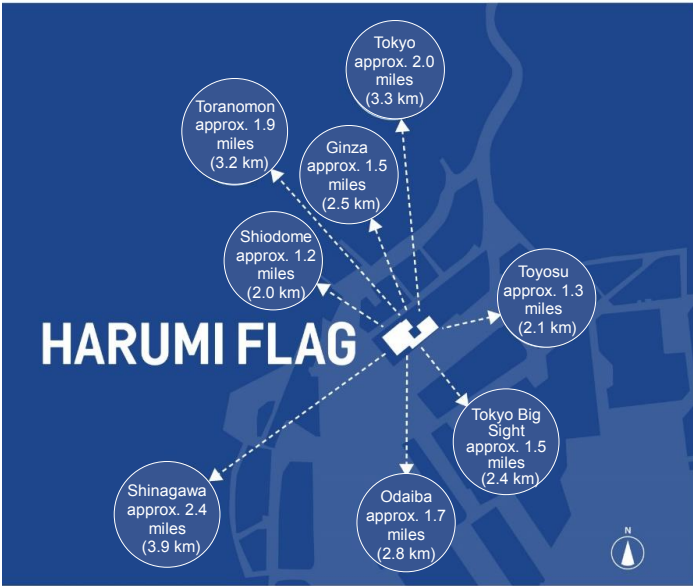 Tokyo
approx. 2.0
miles
(3.3 km)
Toranomon
approx. 1.9
miles
(3.2 km)
Ginza
approx. 1.5
miles
(2.5 km)
Shiodome
approx. 1.2
miles
(2.0 km)
Toyosu
approx. 1.3
miles
(2.1 km)
HARUMI FLAG
Tokyo Big
Sight
approx. 1.5
miles
(2.4 km)
Shinagawa
approx. 2.4
miles
(3.9 km)
Odaiba
approx. 1.7
miles
(2.8 km)
N